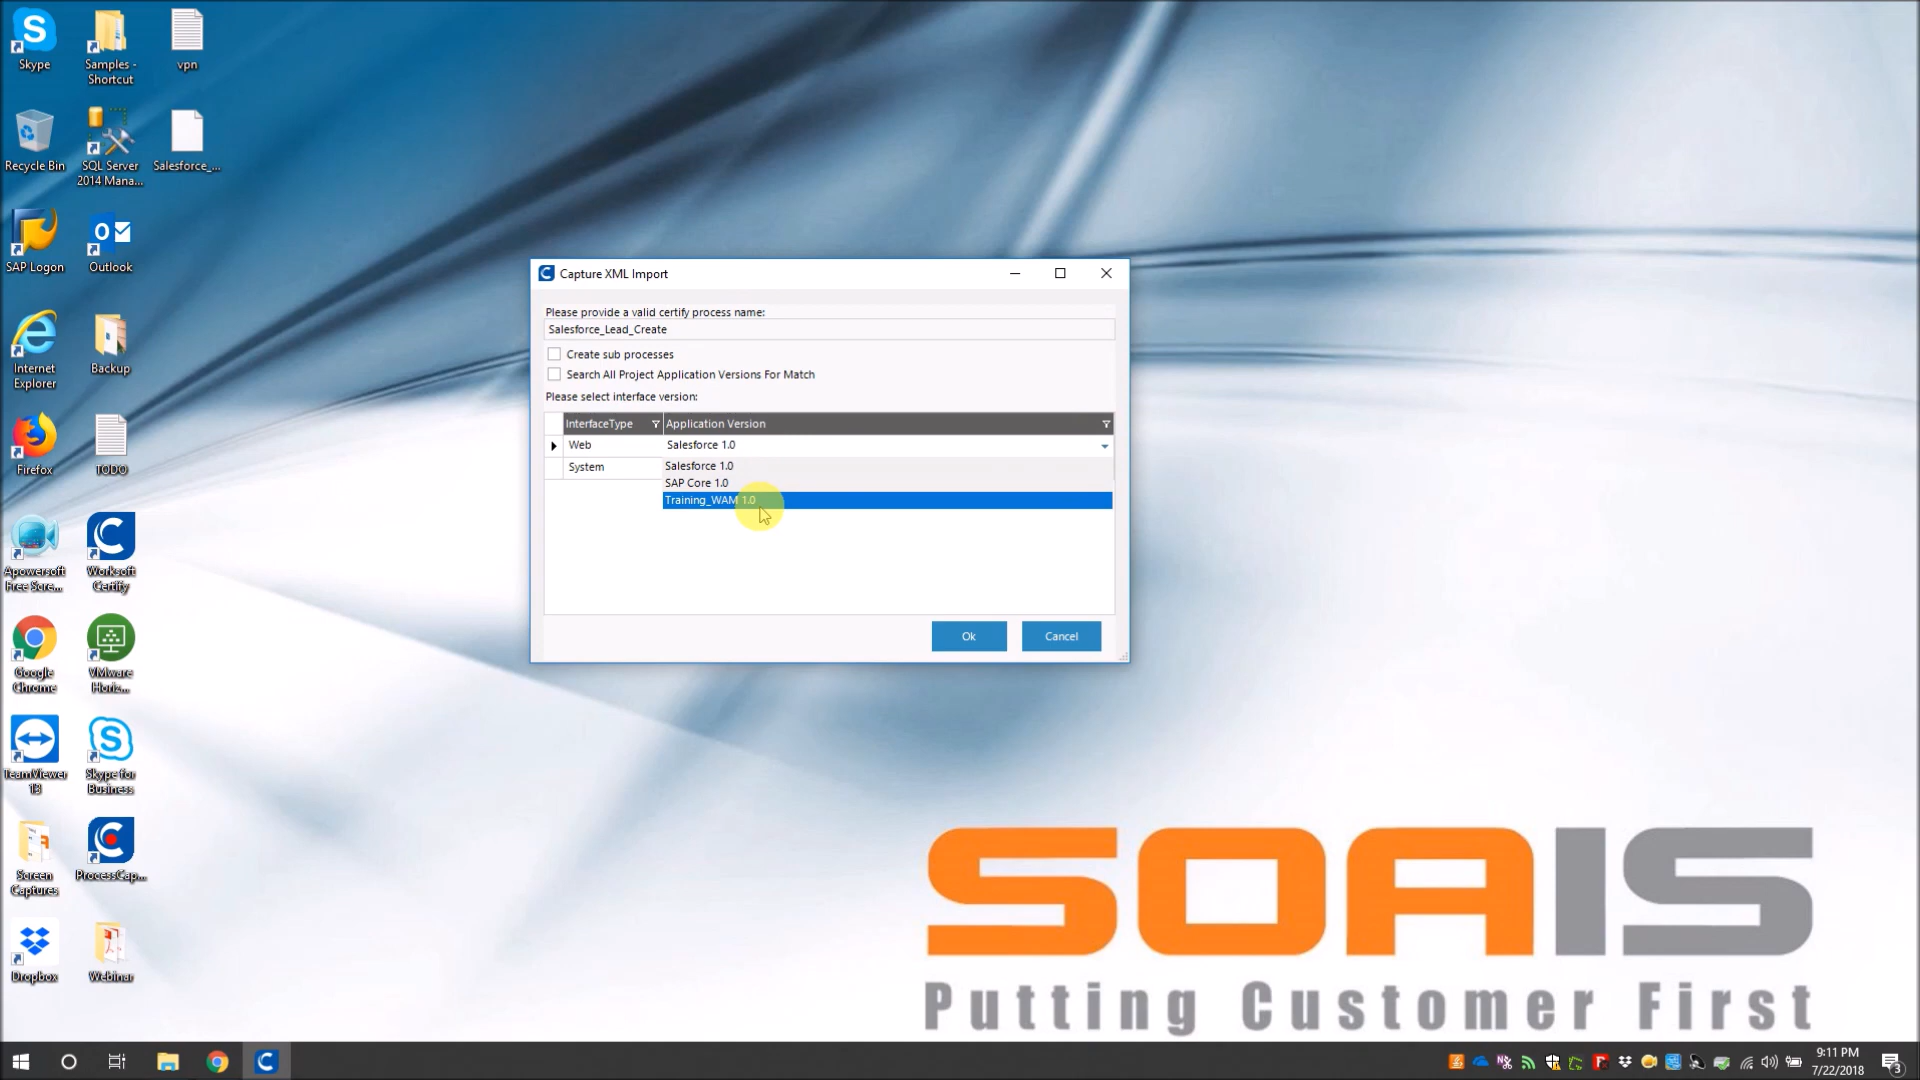 Skype
Samples -
Shortcut
vpn
Recycle Bin
SQL Server
2014 Mana...
Salesforce_...
SAP Logon
Outlook
Internet
Explorer
Backup
Firefox
TODO
Apowersoft
Free Scre...
Worksoft
Certify
Google
Chrome
VMware
Horiz...
TeamViewer
13
Skype for
Business
Screen
Captures
ProcessCap...
Dropbox
Webinar
Capture XML Import
Please provide a valid certify process name:
Salesforce_Lead_Create
Create sub processes
Search All Project Application Versions For Match
Please select interface version:
InterfaceType Application Version
Web Salesforce 1.0
System
Salesforce 1.0
SAP Core 1.0
Training_WAM 1.0
Ok Cancel
SOAIS
Putting Customer First
9:11 PM
7/22/2018
3